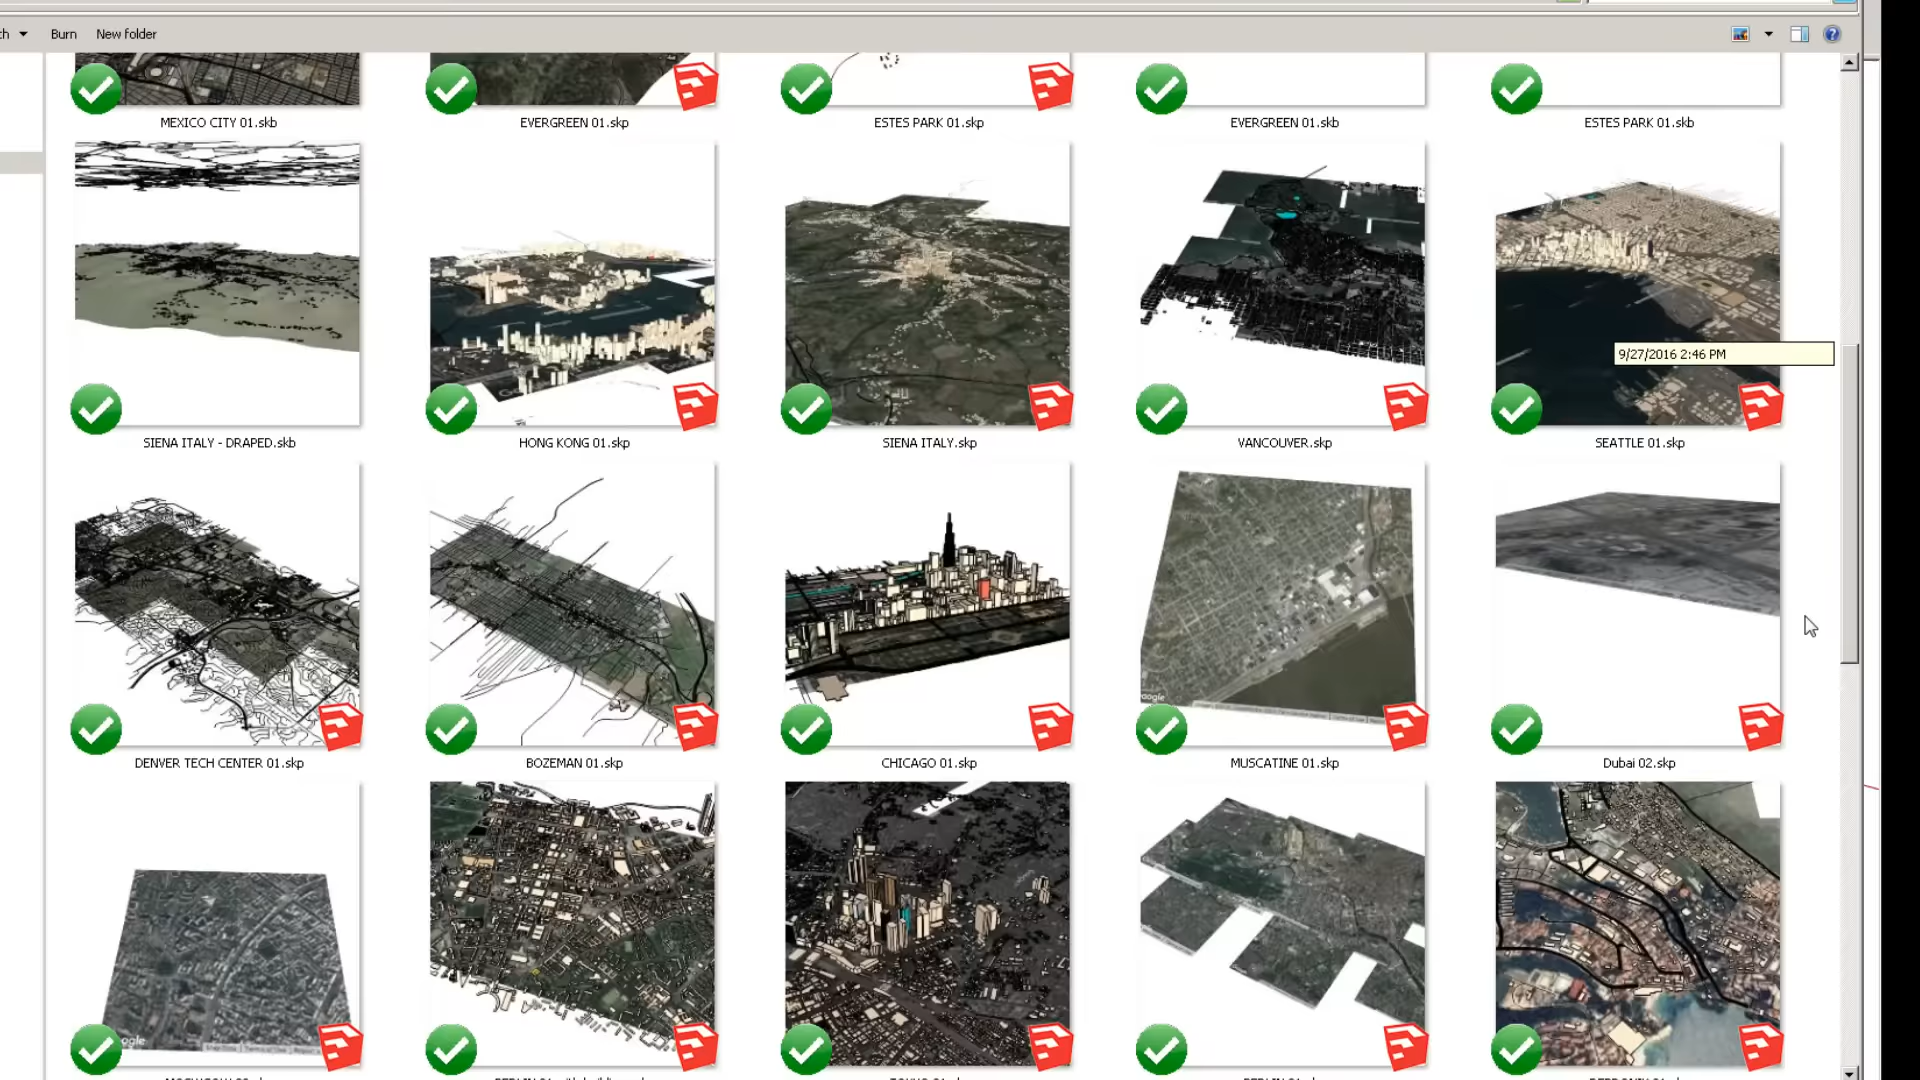 Burn
New folder
MEXICO CITY 01.skb
EVERGREEN 01.skp
ESTES PARK 01.skp
EVERGREEN 01.skb
ESTES PARK 01.skb
9/27/2016 2:46 PM
SIENA ITALY - DRAPED.skb
HONG KONG 01.skp
SIENA ITALY.skp
VANCOUVER.skp
SEATTLE 01.skp
DENVER TECH CENTER 01.skp
BOZEMAN 01.skp
CHICAGO 01.skp
MUSCATINE 01.skp
Dubai 02.skp